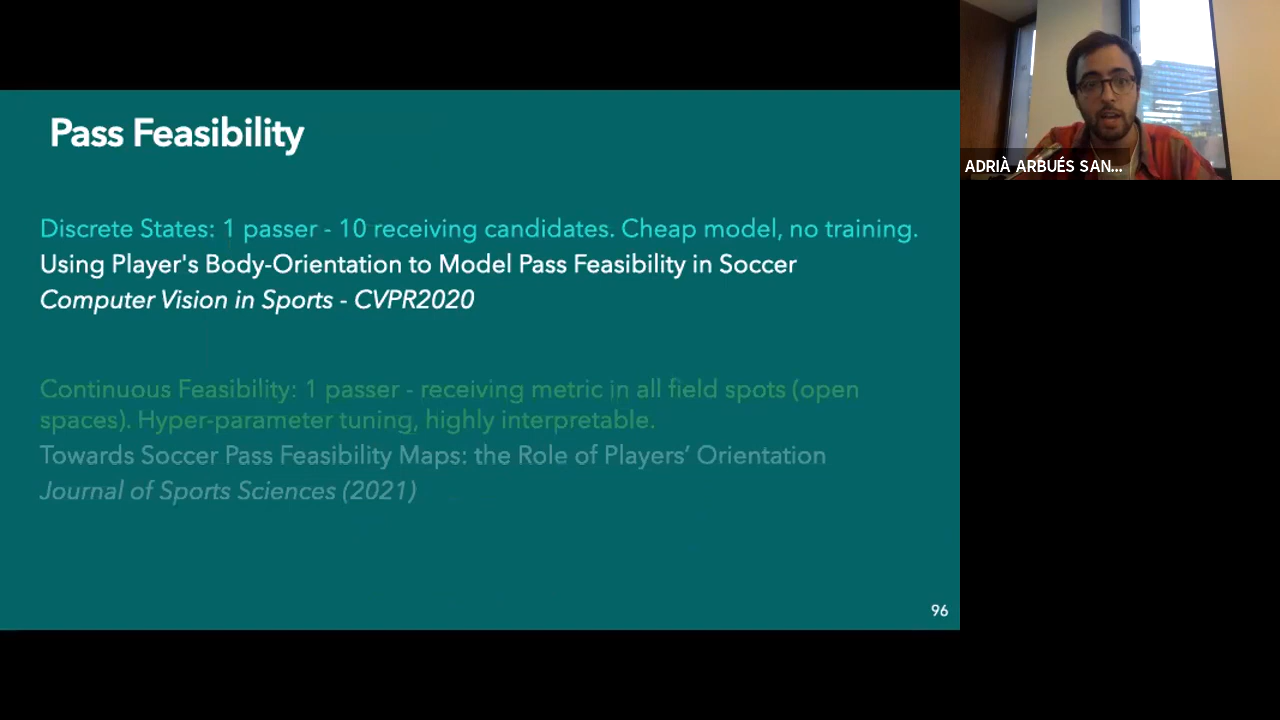 Pass Feasibility
Discrete States: 1 passer - 10 receiving candidates. Cheap model, no training.
Using Player's Body-Orientation to Model Pass Feasibility in Soccer
Computer Vision in Sports - CVPR2020
Continuous Feasibility: 1 passer - receiving metric in all field spots (open
spaces). Hyper-parameter tuning, highly interpretable.
Towards Soccer Pass Feasibility Maps: the Role of Players’ Orientation
Journal of Sports Sciences (2021)
96
ADRIÀ ARBUÉS SAN...